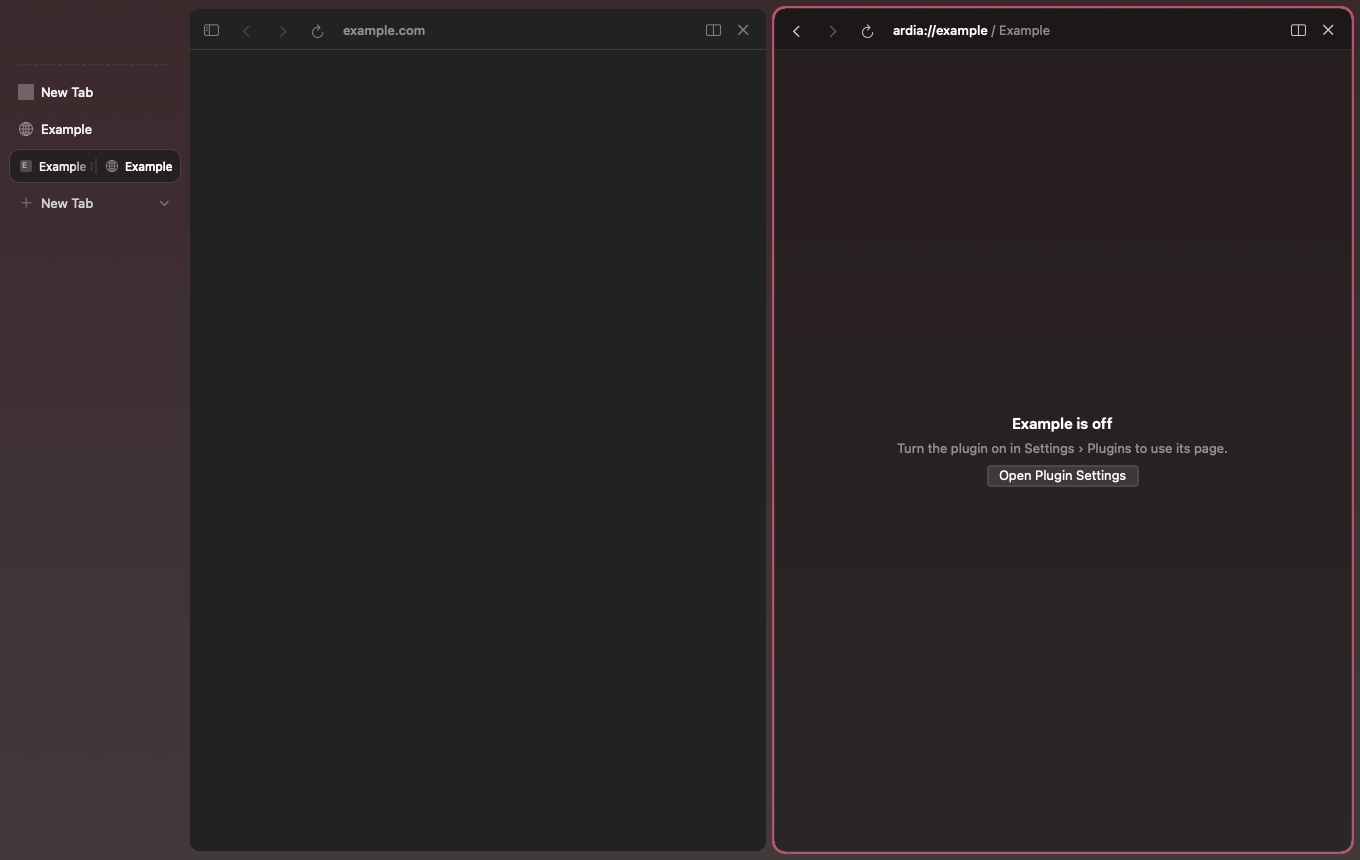 example.com
ardia://example / Example
New Tab
Example
E Example
Example
New Tab
Example is off
Turn the plugin on in Settings › Plugins to use its page.
Open Plugin Settings